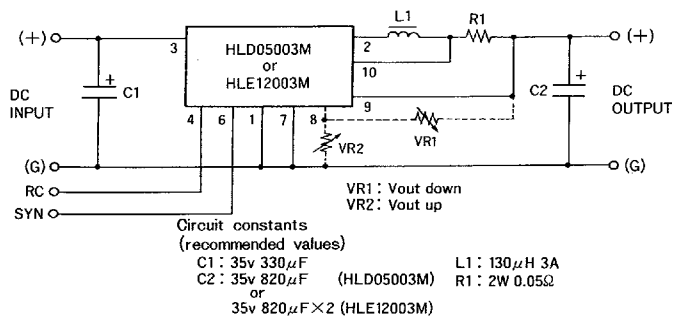 L1 R1
(+) 3 HLD05003M 2 (+)
or
HLE12003M 10
+ C1 + C2
DC INPUT DC OUTPUT
4 6 1 7 8 9
VR1
VR2
(G) (G)
RC VR1: Vout down
SYN VR2: Vout up
Circuit constants
(recommended values)
C1: 35v 330μF L1: 130μH 3A
C2: 35v 820μF (HLD05003M) R1: 2W 0.05Ω
or
35v 820μF×2 (HLE12003M)